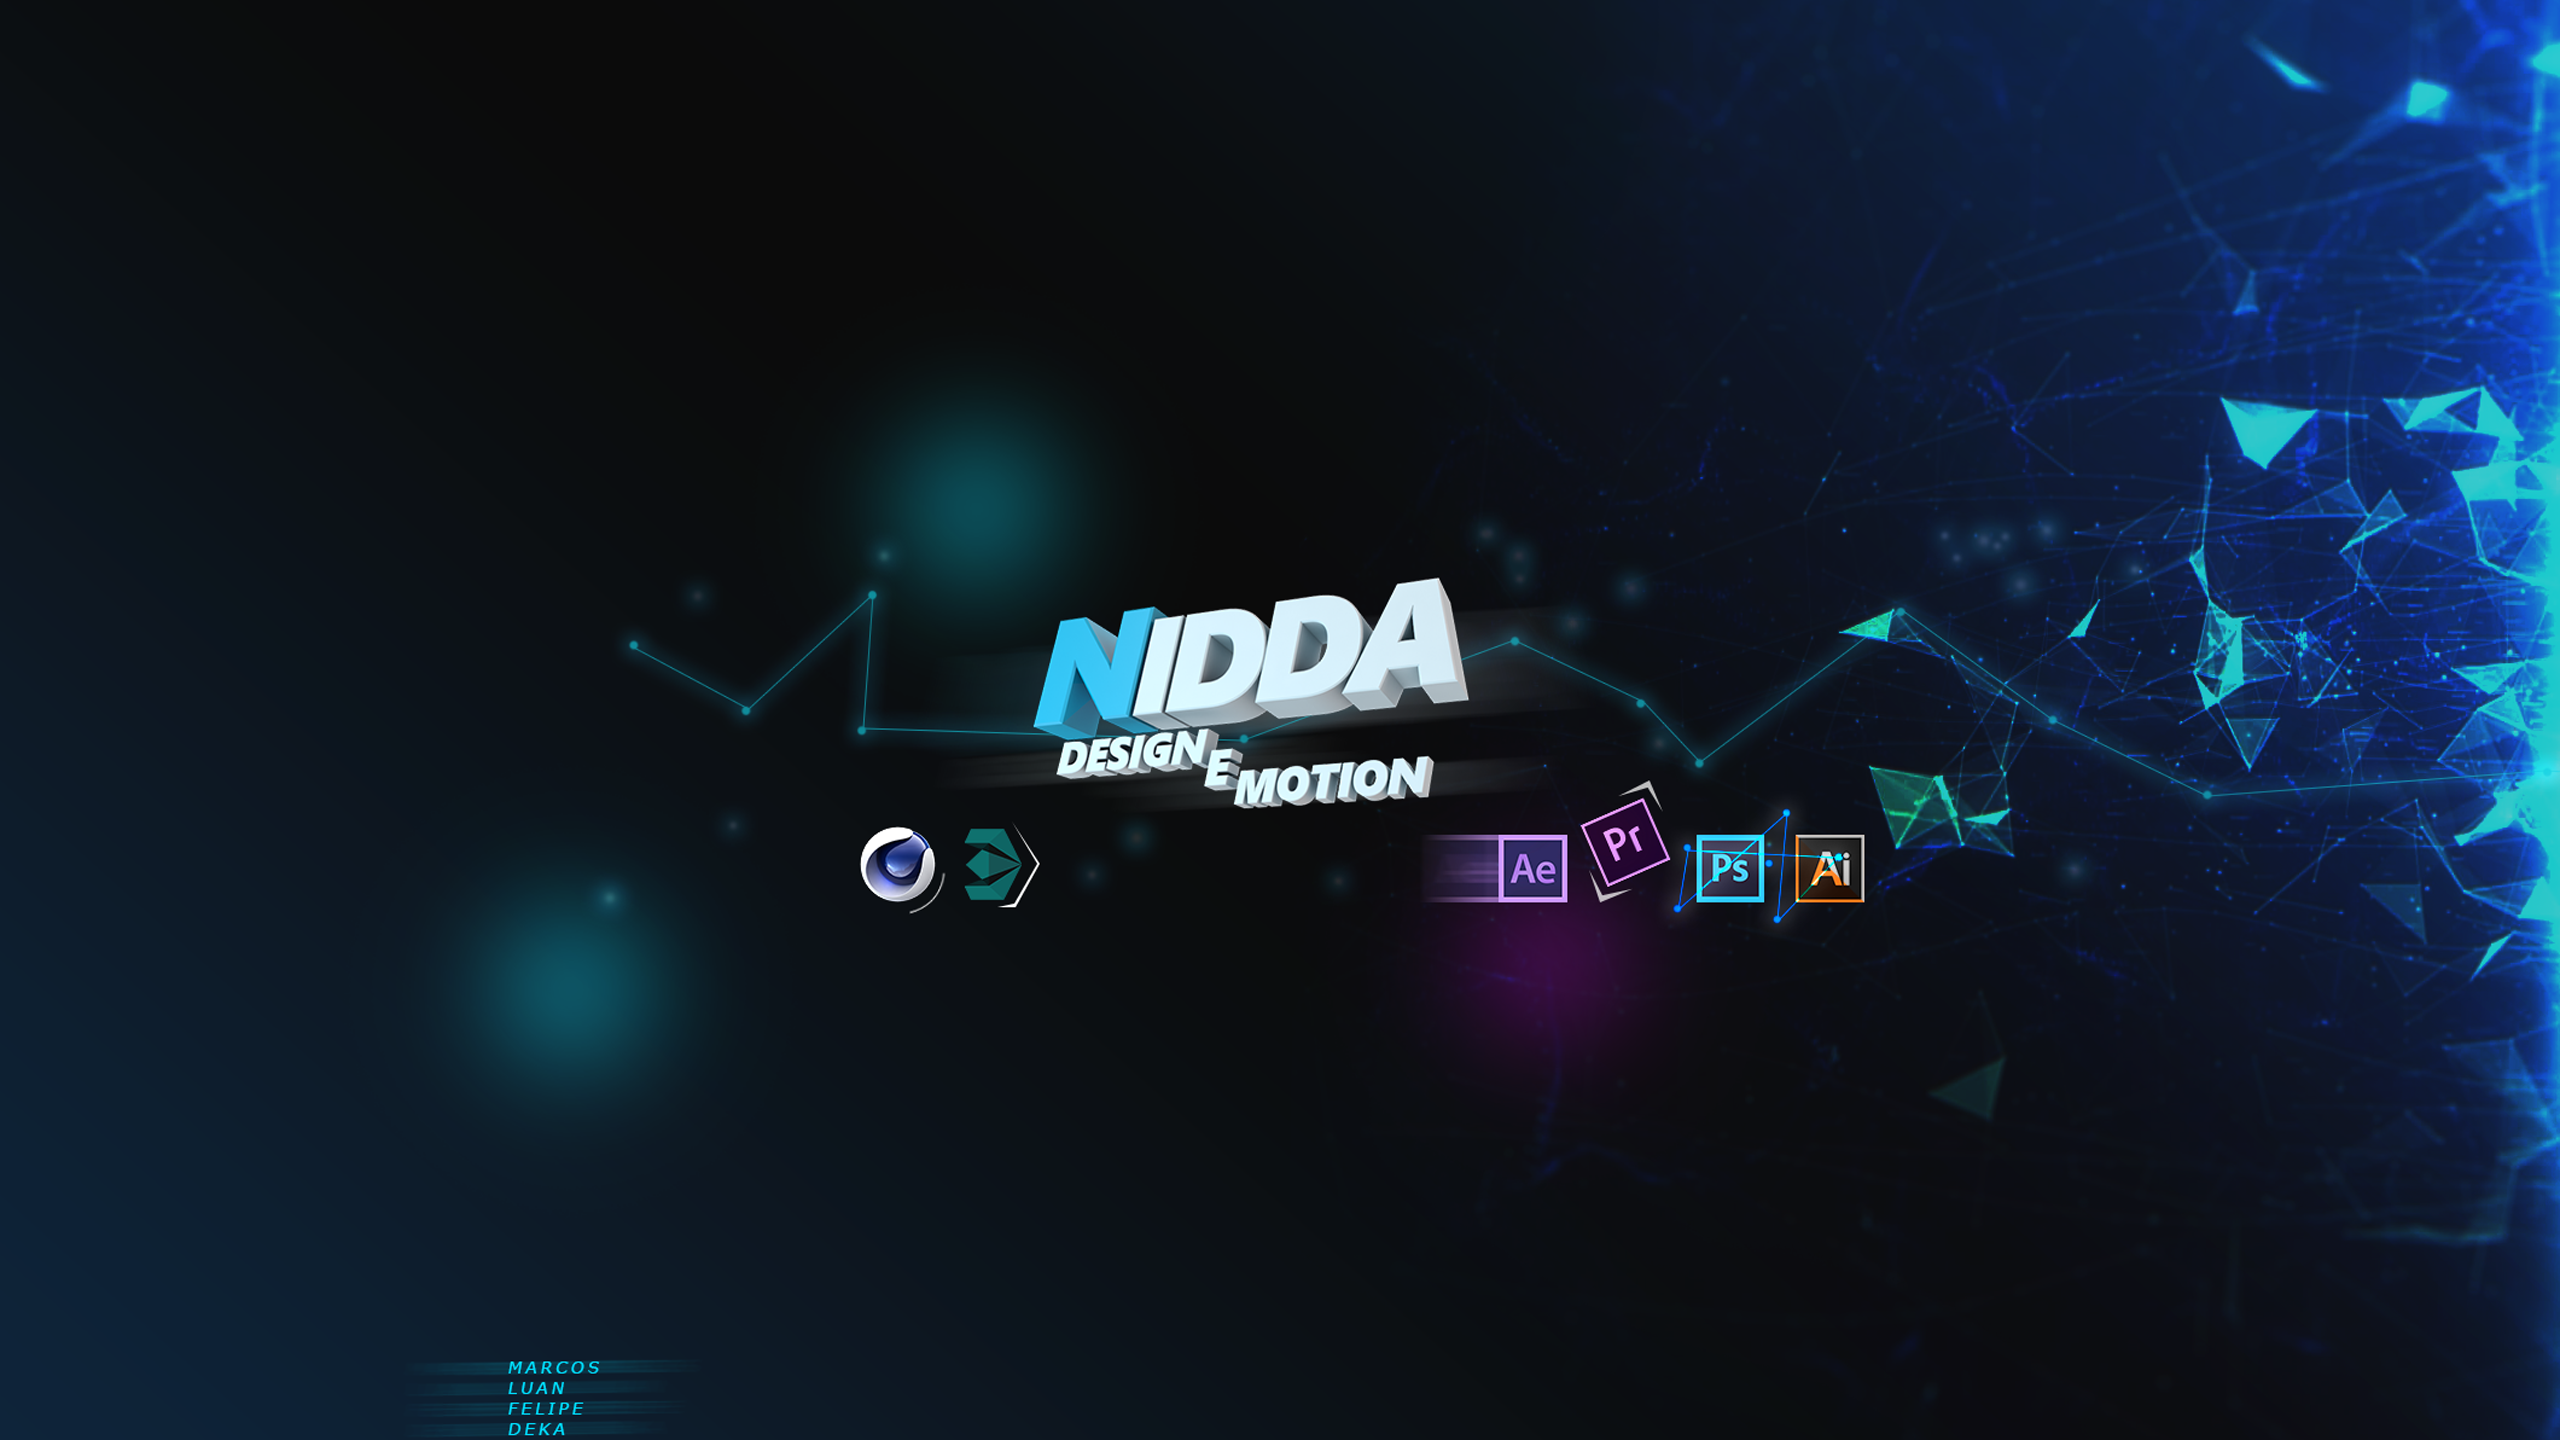 NIDDA
DESIGN E MOTION
Ae Pr Ps Ai
MARCOS
LUAN
FELIPE
DEKA